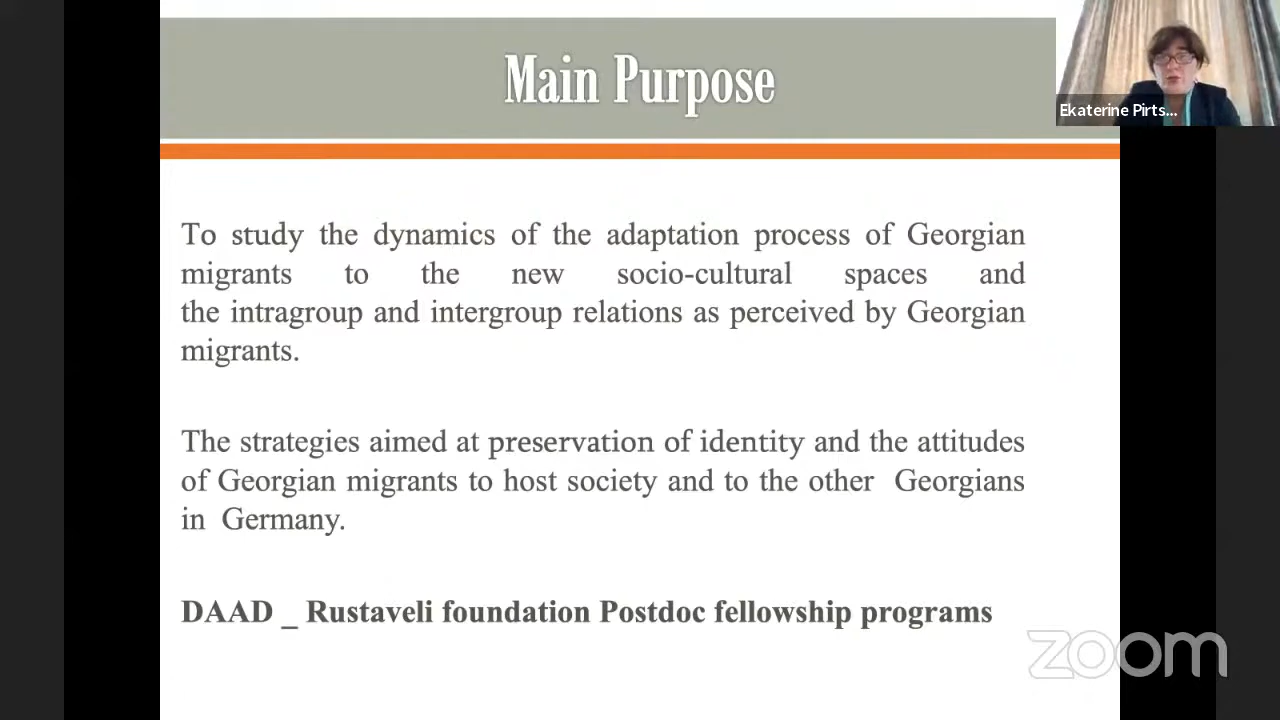 Main Purpose
Ekaterine Pirts...
To study the dynamics of the adaptation process of Georgian
migrants to the new socio-cultural spaces and
the intragroup and intergroup relations as perceived by Georgian
migrants.
The strategies aimed at preservation of identity and the attitudes
of Georgian migrants to host society and to the other Georgians
in Germany.
DAAD _ Rustaveli foundation Postdoc fellowship programs
zoom